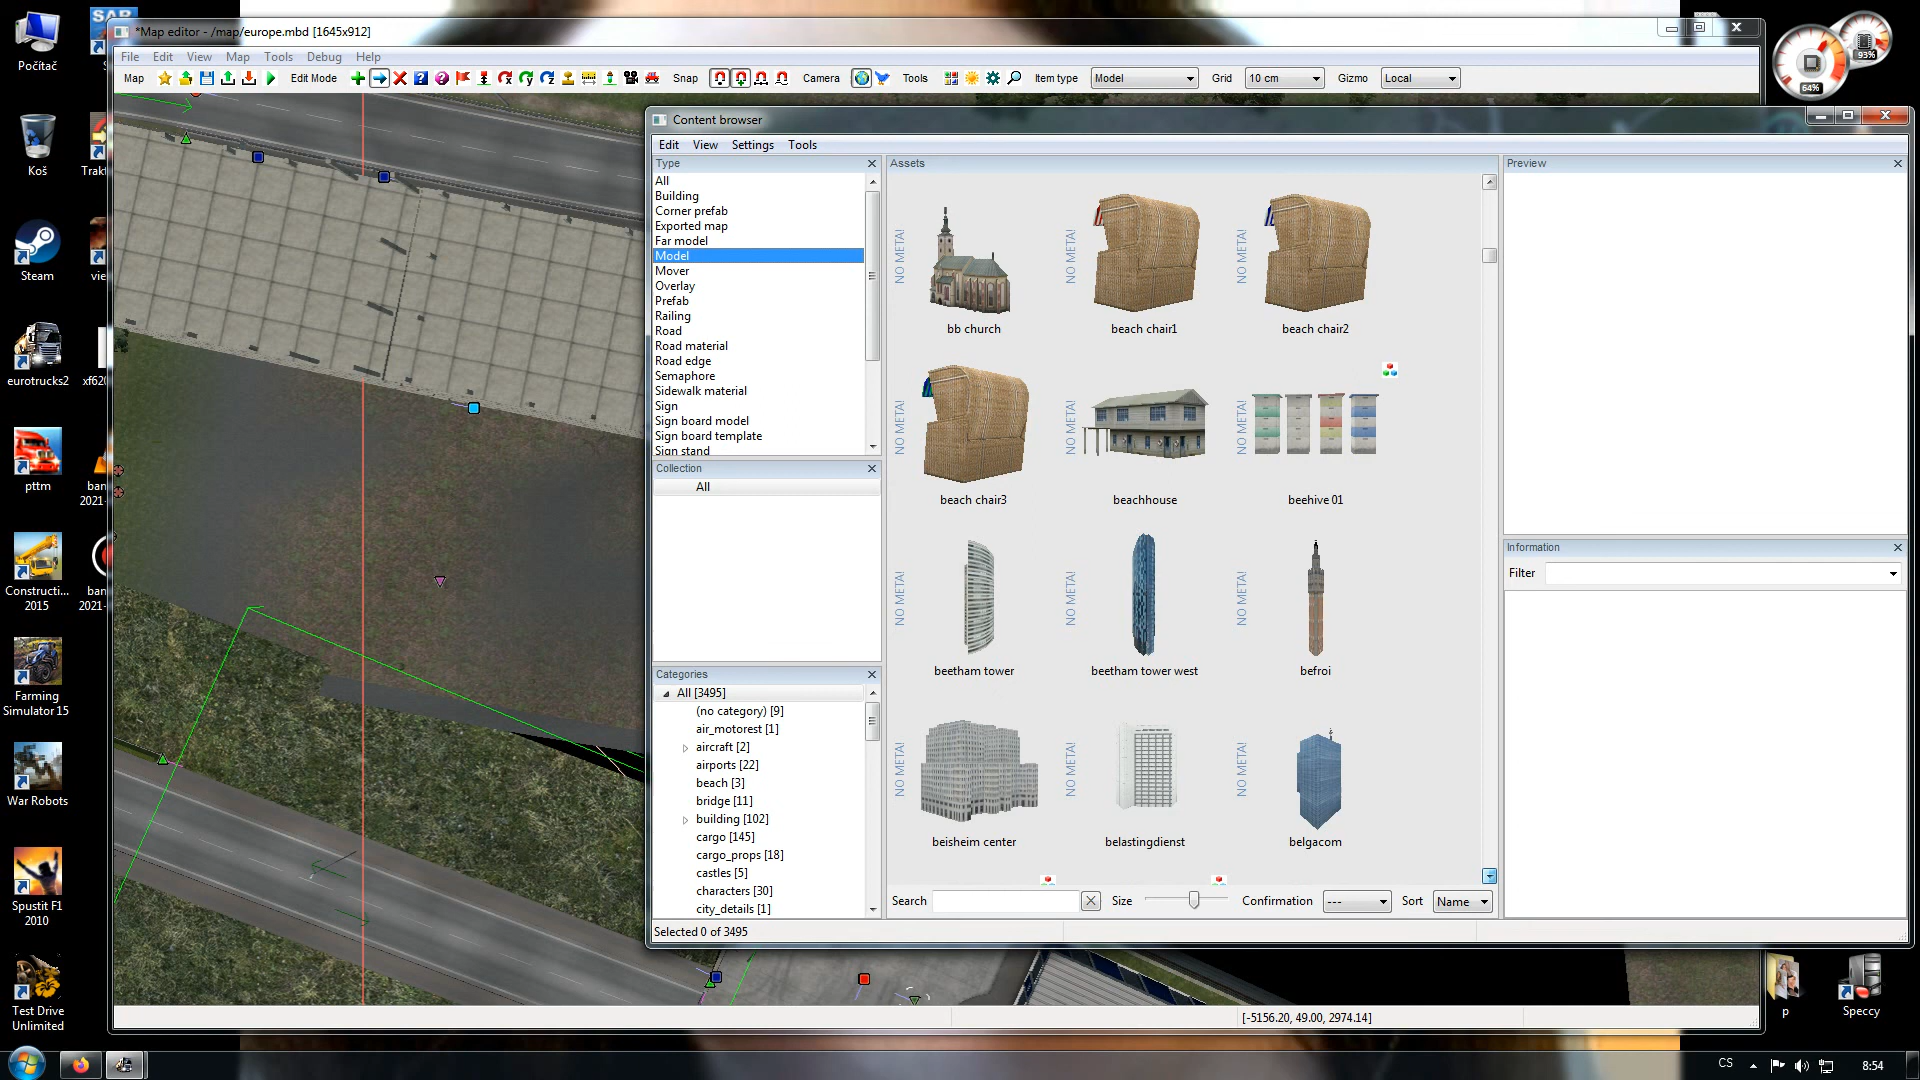 *Map editor - /map/europe.mbd [1645x912]
File Edit View Map Tools Debug Help
Map Edit Mode Snap Camera Tools Item type Model Grid 10 cm Gizmo Local
93%
64%
Počítač
Koš
Steam
eurotrucks2
pttm
Constructi...
2015
Farming
Simulator 15
War Robots
Spustit F1
2010
Test Drive
Unlimited
Trakt
vie
xf620
ban
2021-
ban
2021-
Content browser
Edit View Settings Tools
Type
All
Building
Corner prefab
Exported map
Far model
Model
Mover
Overlay
Prefab
Railing
Road
Road material
Road edge
Semaphore
Sidewalk material
Sign
Sign board model
Sign board template
Sign stand
Collection
All
Categories
All [3495]
(no category) [9]
air_motorest [1]
aircraft [2]
airports [22]
beach [3]
bridge [11]
building [102]
cargo [145]
cargo_props [18]
castles [5]
characters [30]
city_details [1]
Assets
NO META! NO META! NO META!
bb church beach chair1 beach chair2
NO META! NO META! NO META!
beach chair3 beachhouse beehive 01
NO META! NO META! NO META!
beetham tower beetham tower west befroi
NO META! NO META! NO META!
beisheim center belastingdienst belgacom
Search Size Confirmation --- Sort Name
Selected 0 of 3495
Preview
Information
Filter
[-5156.20, 49.00, 2974.14]
p
Speccy
CS
8:54